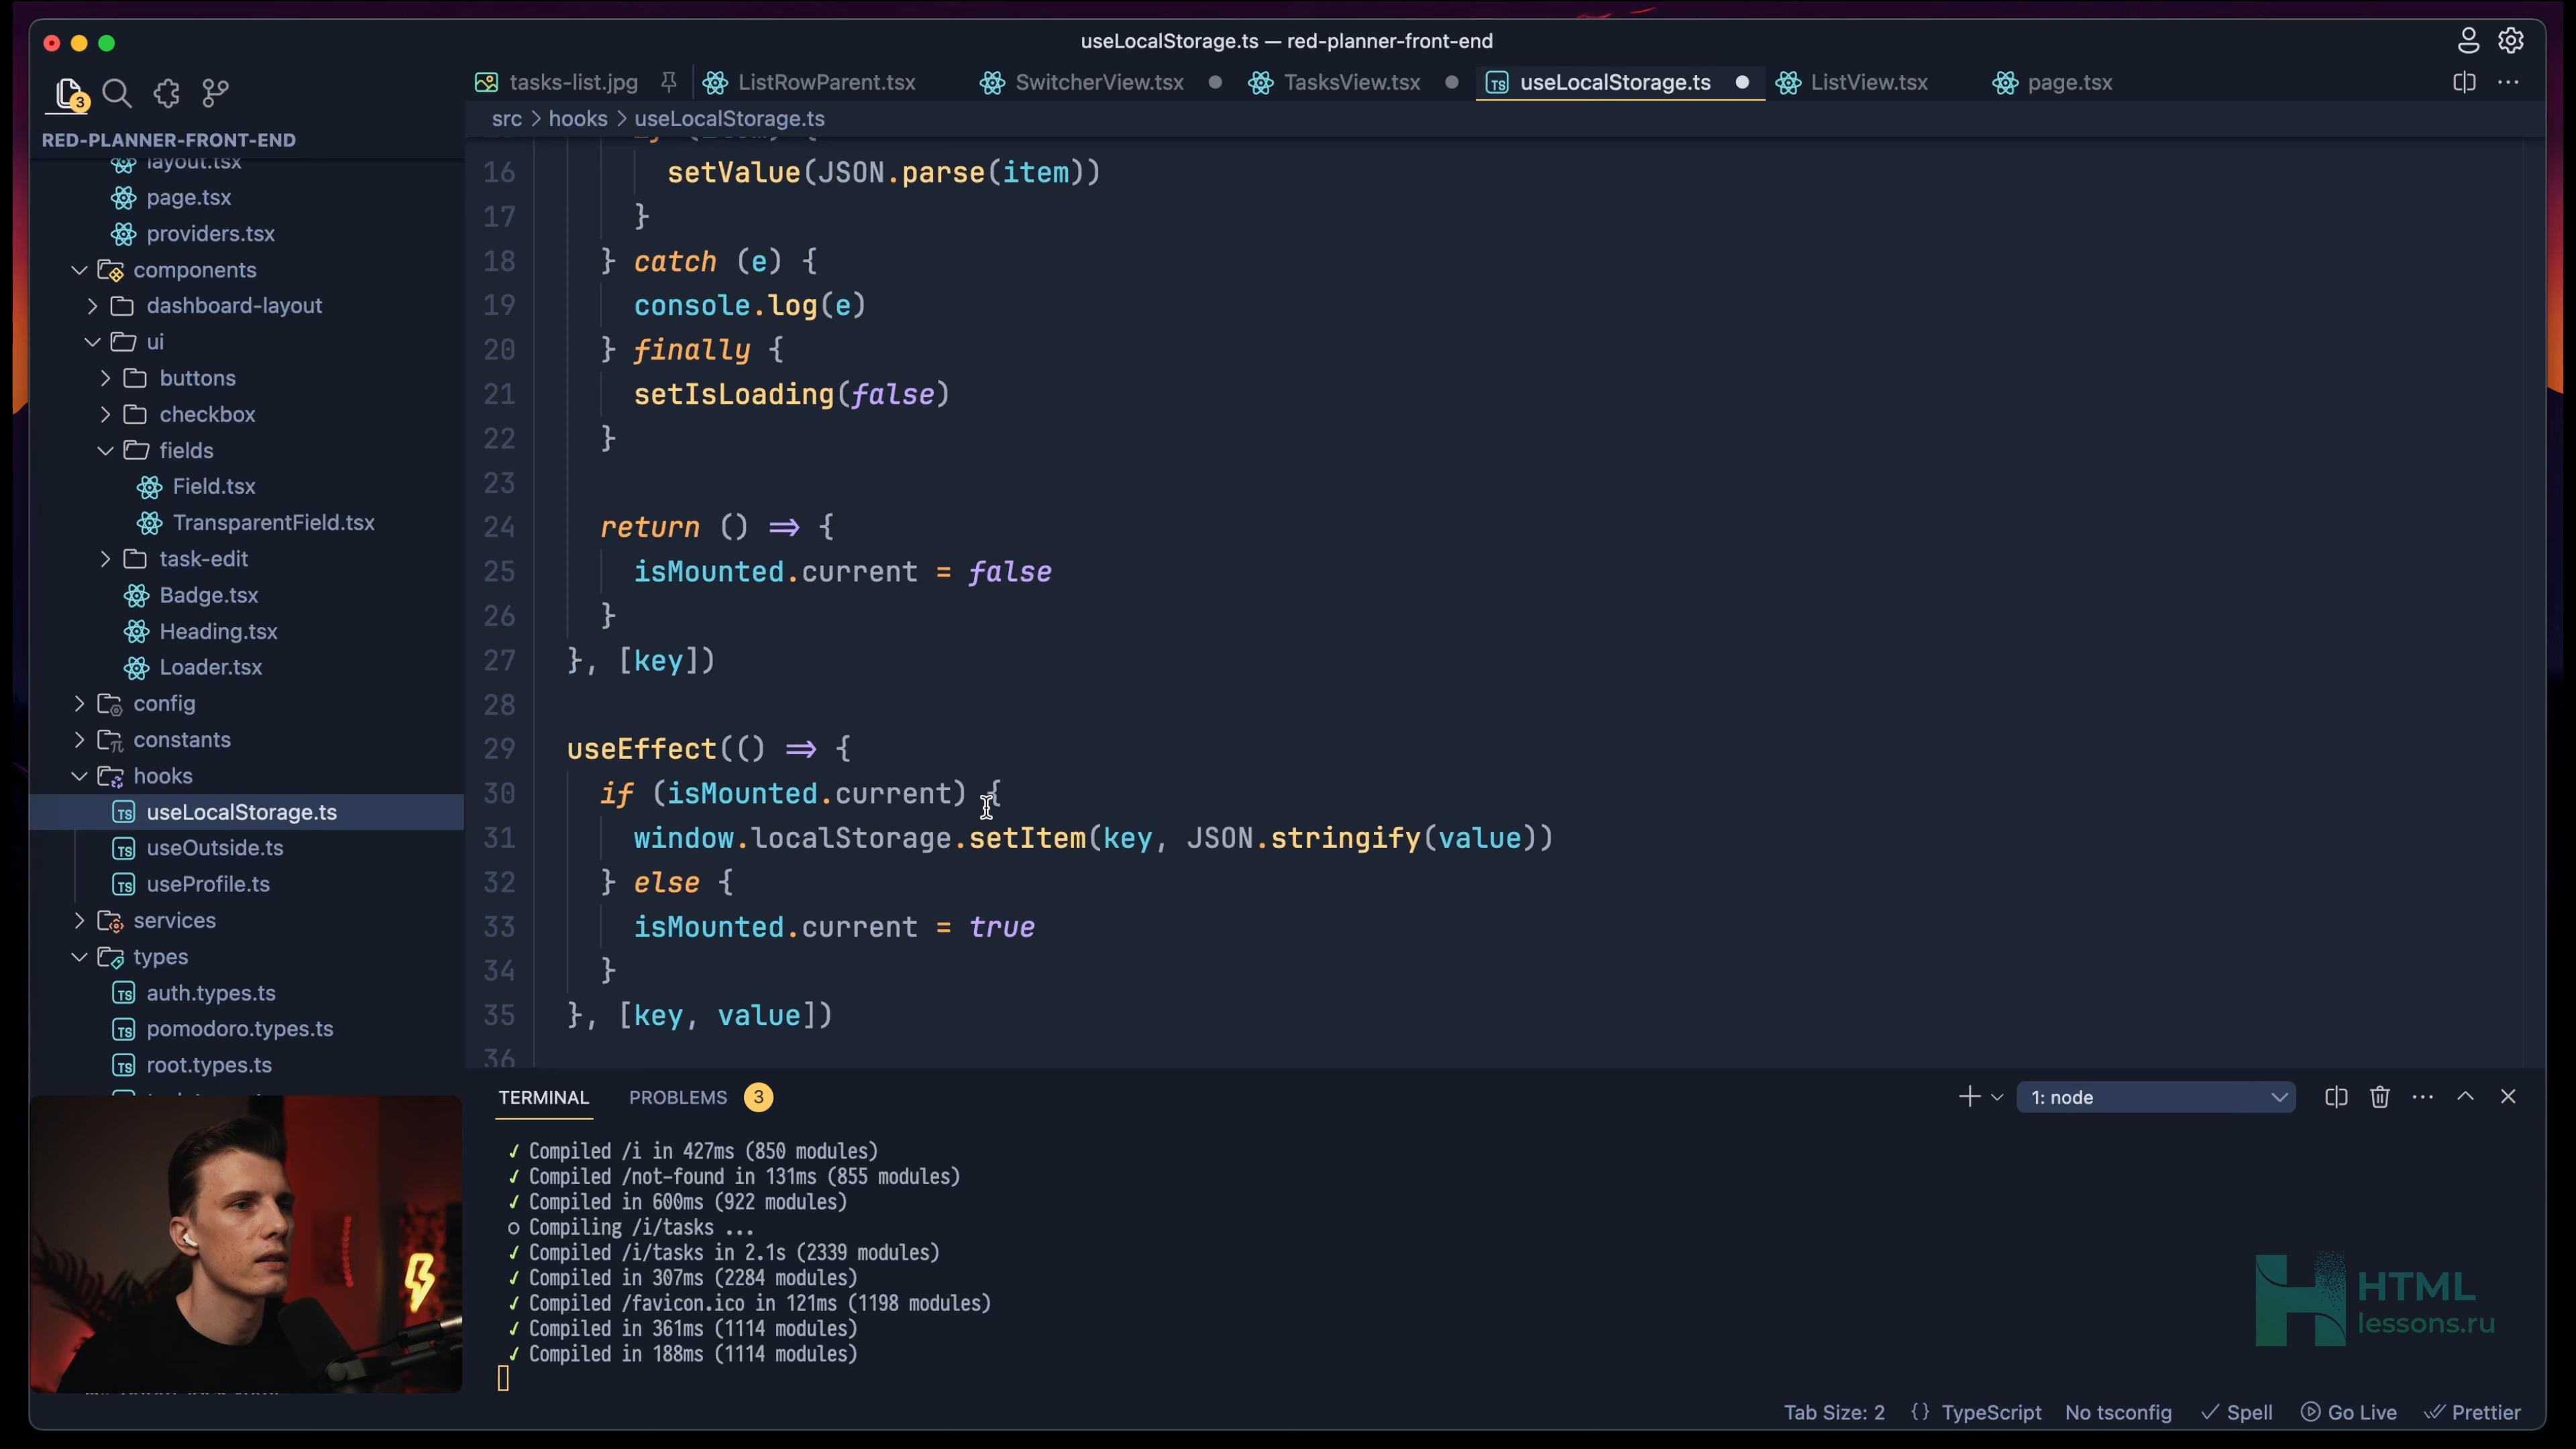 useLocalStorage.ts — red-planner-front-end
3
tasks-list.jpg
ListRowParent.tsx
SwitcherView.tsx
TasksView.tsx
TS useLocalStorage.ts
ListView.tsx
page.tsx
src > hooks > useLocalStorage.ts
RED-PLANNER-FRONT-END
layout.tsx
page.tsx
providers.tsx
components
dashboard-layout
ui
buttons
checkbox
fields
Field.tsx
TransparentField.tsx
task-edit
Badge.tsx
Heading.tsx
Loader.tsx
config
constants
hooks
TS useLocalStorage.ts
TS useOutside.ts
TS useProfile.ts
services
types
TS auth.types.ts
TS pomodoro.types.ts
TS root.types.ts
16 setValue(JSON.parse(item))
17 }
18 } catch (e) {
19 console.log(e)
20 } finally {
21 setIsLoading(false)
22 }
23
24 return () => {
25 isMounted.current = false
26 }
27 }, [key])
28
29 useEffect(() => {
30 if (isMounted.current) {
31 window.localStorage.setItem(key, JSON.stringify(value))
32 } else {
33 isMounted.current = true
34 }
35 }, [key, value])
36
TERMINAL PROBLEMS 3
1: node
✓ Compiled /i in 427ms (850 modules)
✓ Compiled /not-found in 131ms (855 modules)
✓ Compiled in 600ms (922 modules)
○ Compiling /i/tasks ...
✓ Compiled /i/tasks in 2.1s (2339 modules)
✓ Compiled in 307ms (2284 modules)
✓ Compiled /favicon.ico in 121ms (1198 modules)
✓ Compiled in 361ms (1114 modules)
✓ Compiled in 188ms (1114 modules)
HTML
lessons.ru
Tab Size: 2 {} TypeScript No tsconfig ✓ Spell Go Live Prettier